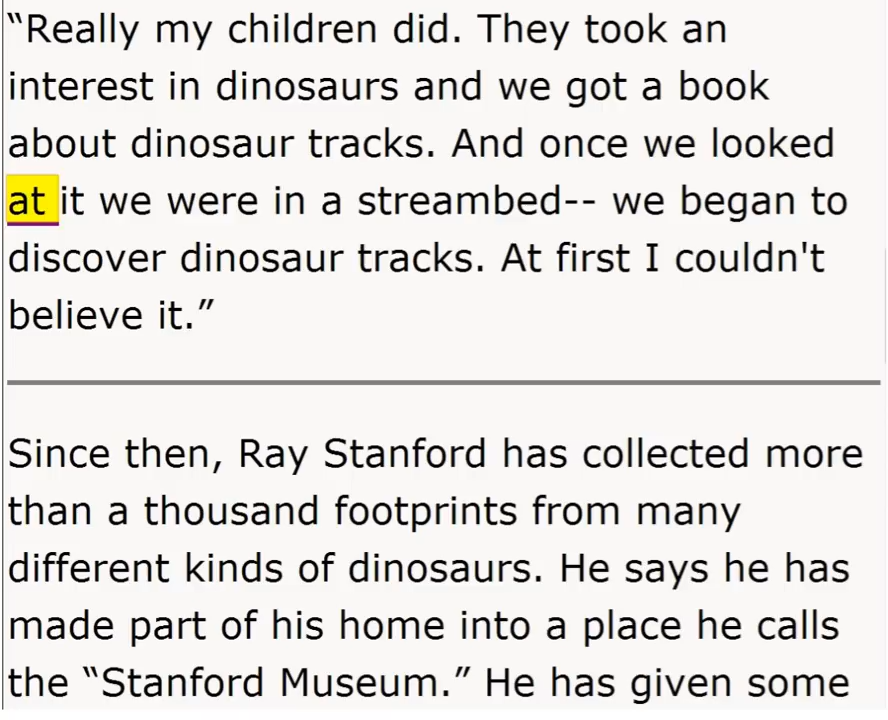 “Really my children did. They took an
interest in dinosaurs and we got a book
about dinosaur tracks. And once we looked
at it we were in a streambed-- we began to
discover dinosaur tracks. At first I couldn't
believe it.”
Since then, Ray Stanford has collected more
than a thousand footprints from many
different kinds of dinosaurs. He says he has
made part of his home into a place he calls
the “Stanford Museum.” He has given some